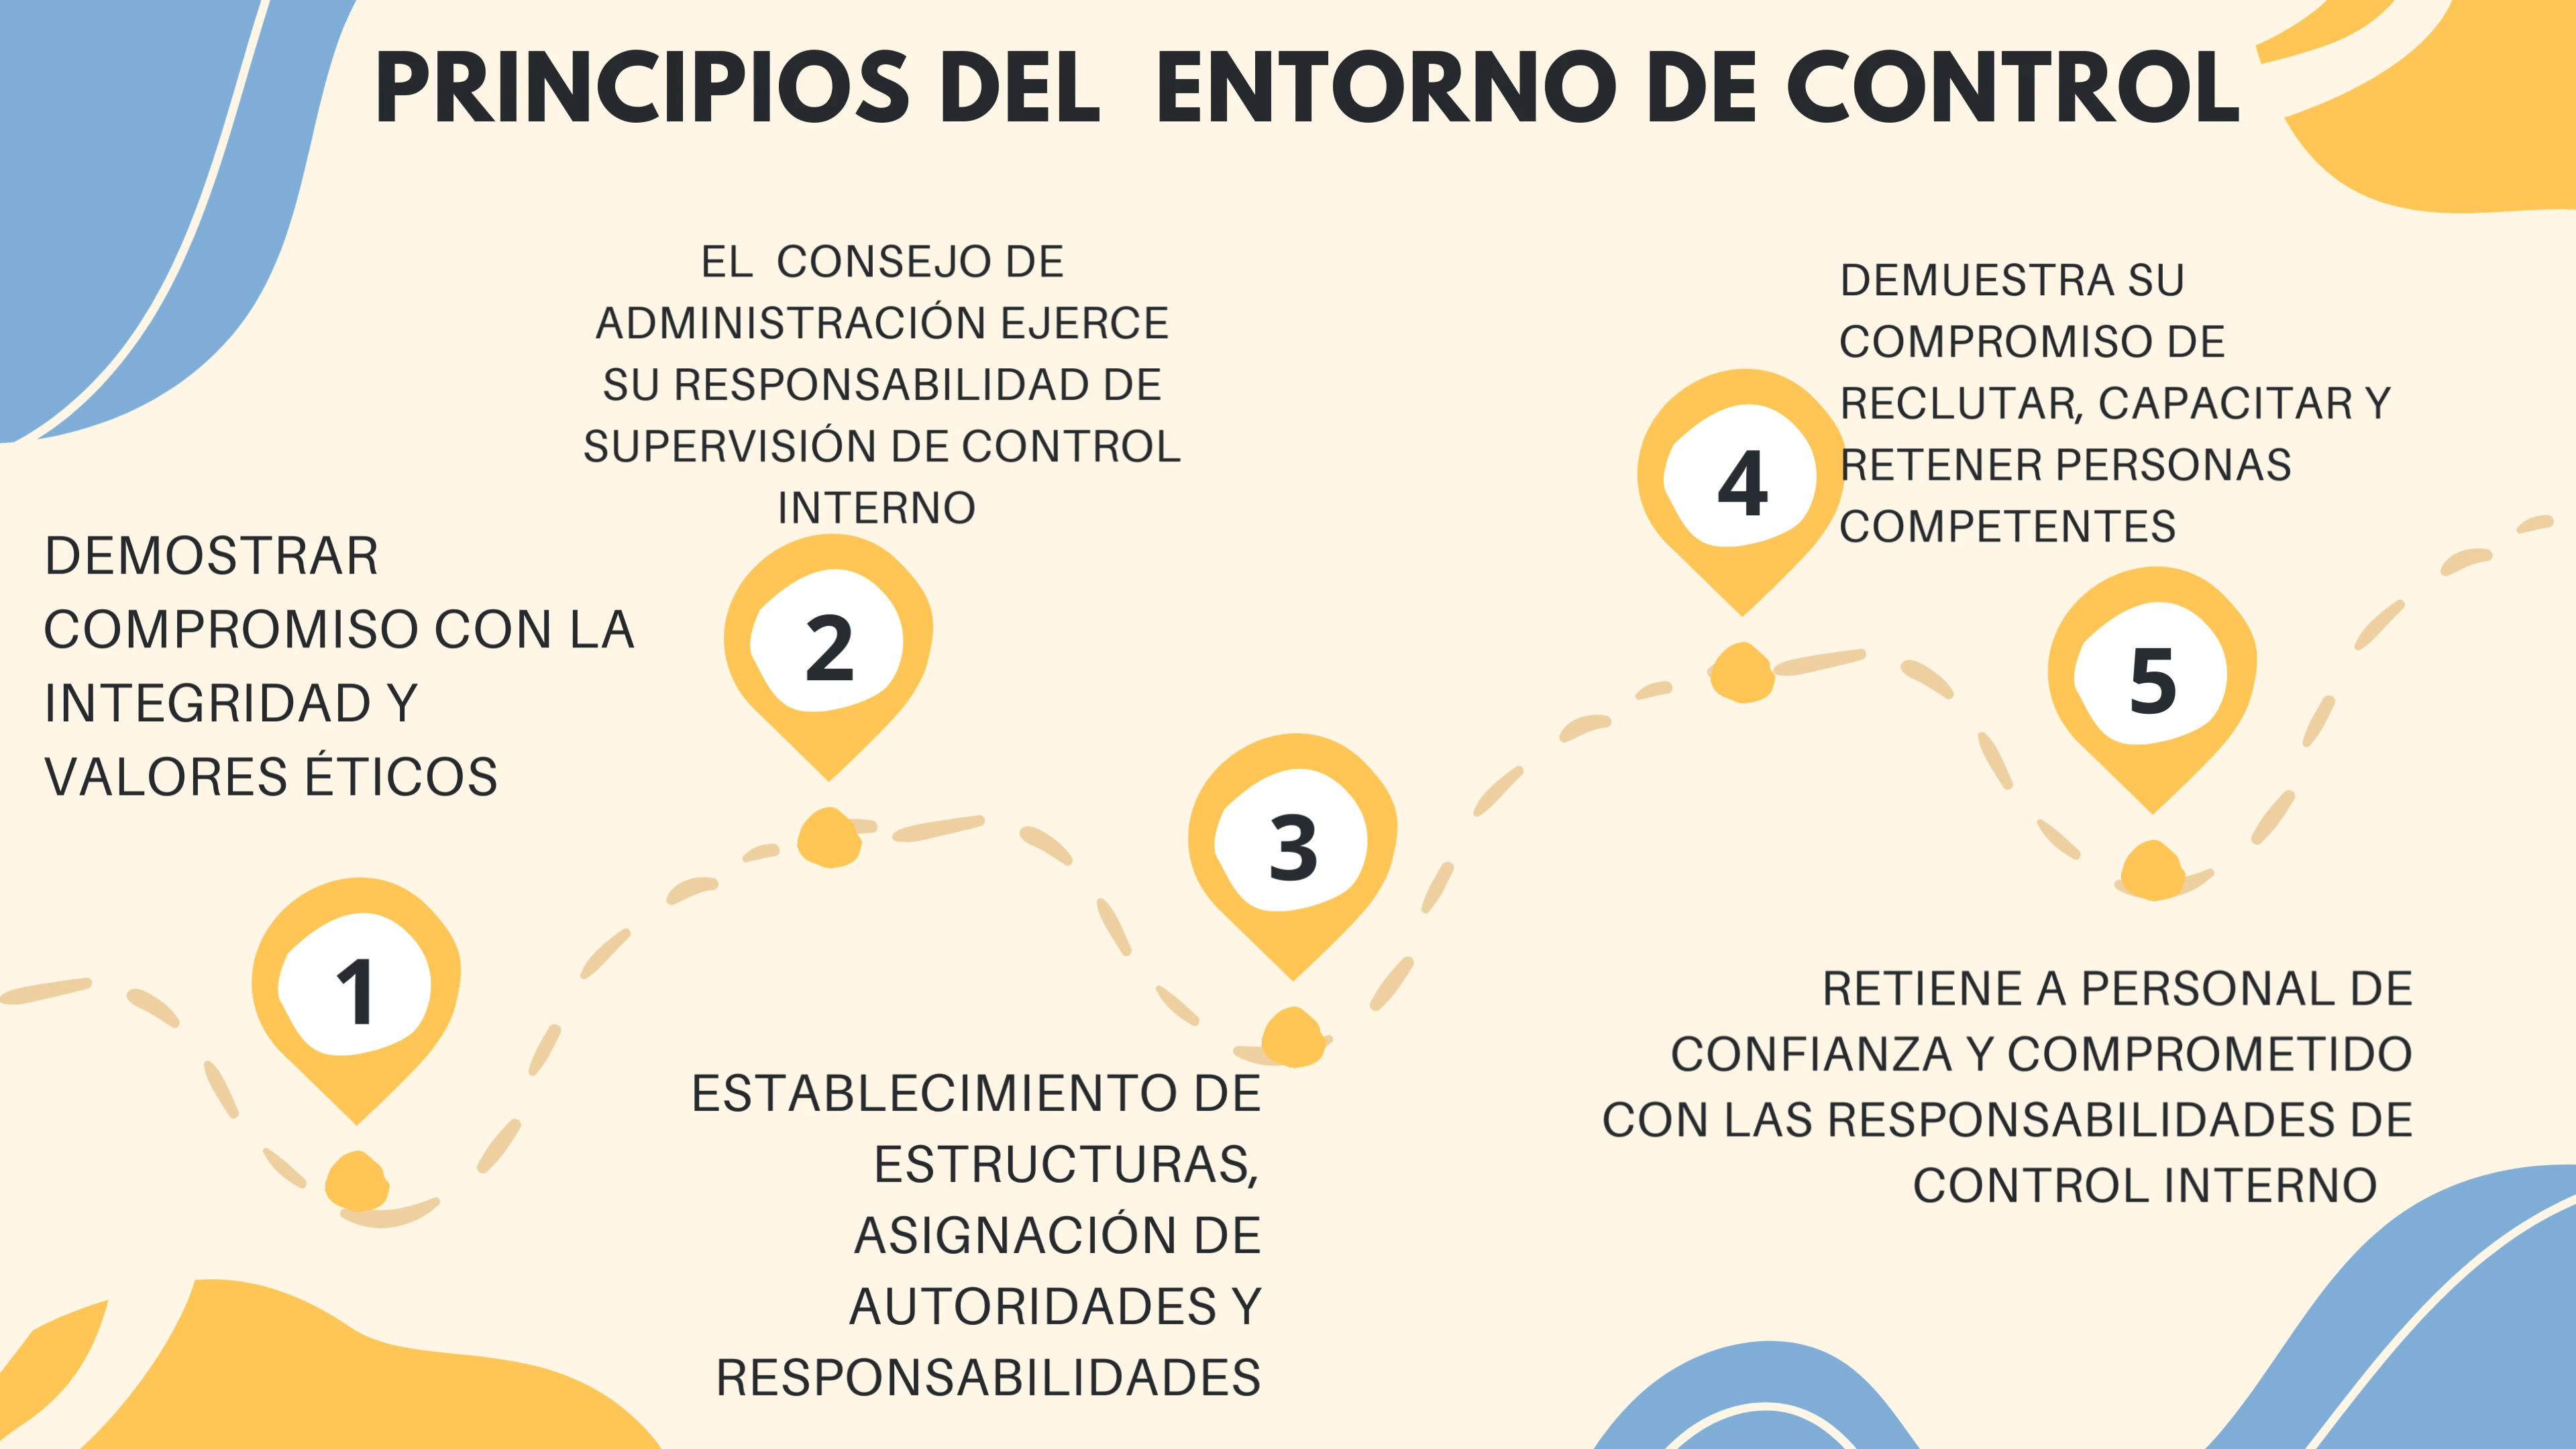 PRINCIPIOS DEL ENTORNO DE CONTROL
DEMOSTRAR
COMPROMISO CON LA
INTEGRIDAD Y
VALORES ÉTICOS
1
EL CONSEJO DE
ADMINISTRACIÓN EJERCE
SU RESPONSABILIDAD DE
SUPERVISIÓN DE CONTROL
INTERNO
2
3
ESTABLECIMIENTO DE
ESTRUCTURAS,
ASIGNACIÓN DE
AUTORIDADES Y
RESPONSABILIDADES
4
DEMUESTRA SU
COMPROMISO DE
RECLUTAR, CAPACITAR Y
RETENER PERSONAS
COMPETENTES
5
RETIENE A PERSONAL DE
CONFIANZA Y COMPROMETIDO
CON LAS RESPONSABILIDADES DE
CONTROL INTERNO